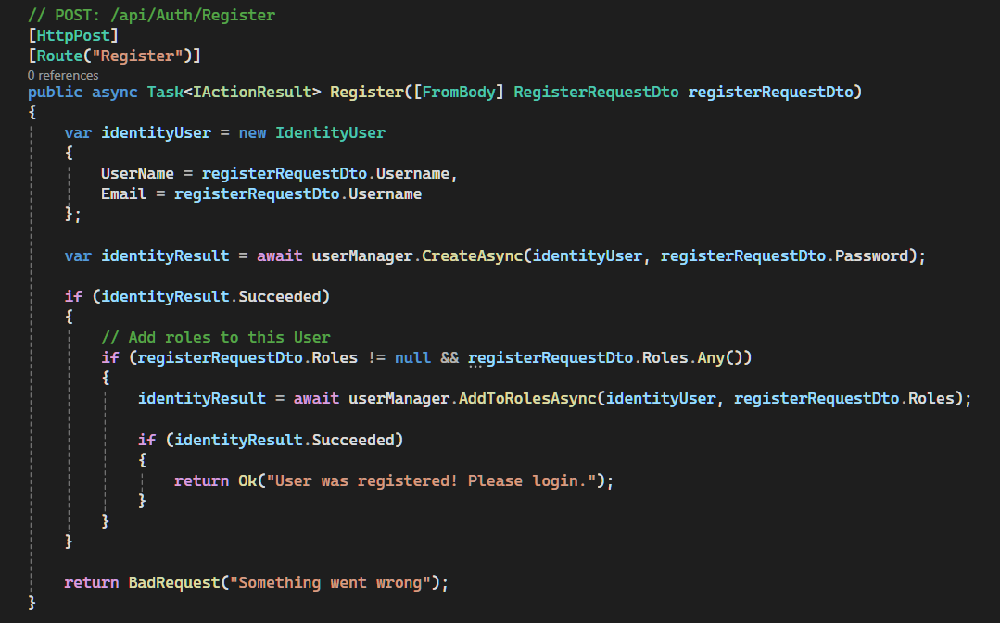 // POST: /api/Auth/Register
[HttpPost]
[Route("Register")]
0 references
public async Task<IActionResult> Register([FromBody] RegisterRequestDto registerRequestDto)
{
var identityUser = new IdentityUser
{
UserName = registerRequestDto.Username,
Email = registerRequestDto.Username
};
var identityResult = await userManager.CreateAsync(identityUser, registerRequestDto.Password);
if (identityResult.Succeeded)
{
// Add roles to this User
if (registerRequestDto.Roles != null && registerRequestDto.Roles.Any())
{
identityResult = await userManager.AddToRolesAsync(identityUser, registerRequestDto.Roles);
if (identityResult.Succeeded)
{
return Ok("User was registered! Please login.");
}
}
}
return BadRequest("Something went wrong");
}